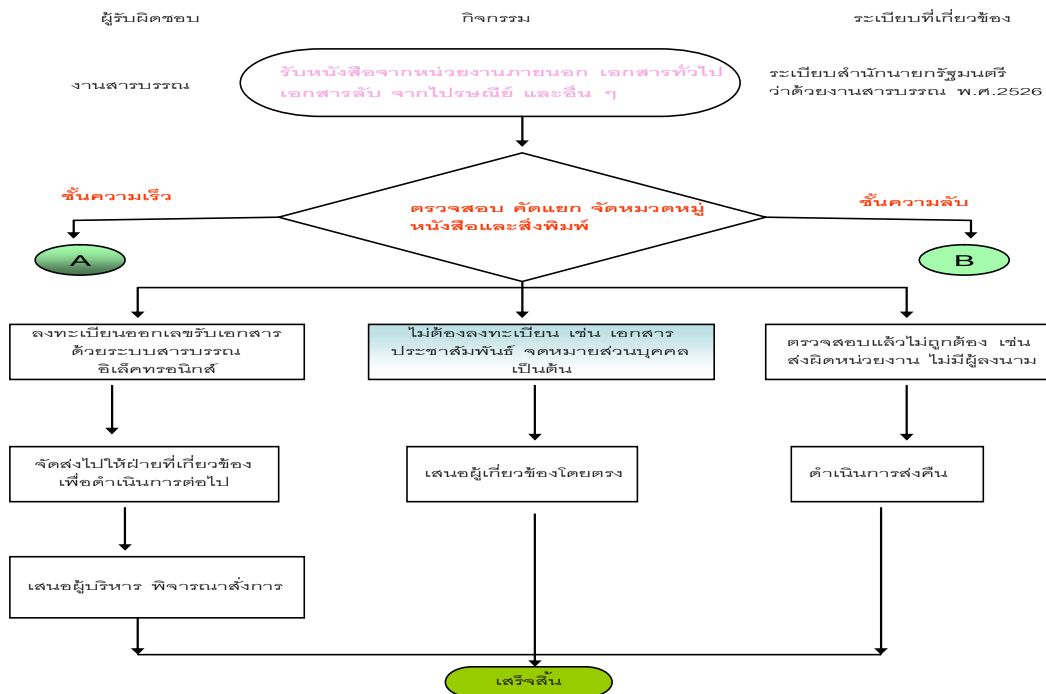 ผู้รับผิดชอบ
กิจกรรม
ระเบียบที่เกี่ยวข้อง
งานสารบรรณ
รับหนังสือจากหน่วยงานภายนอก เอกสารทั่วไป
เอกสารลับ จากไปรษณีย์ และอื่น ๆ
ระเบียบสำนักนายกรัฐมนตรี
ว่าด้วยงานสารบรรณ พ.ศ.2526
ชั้นความเร็ว
ตรวจสอบ คัดแยก จัดหมวดหมู่
หนังสือและสิ่งพิมพ์
ชั้นความลับ
A
B
ลงทะเบียนออกเลขรับเอกสาร
ด้วยระบบสารบรรณ
อิเล็คทรอนิกส์
ไม่ต้องลงทะเบียน เช่น เอกสาร
ประชาสัมพันธ์ จดหมายส่วนบุคคล
เป็นต้น
ตรวจสอบแล้วไม่ถูกต้อง เช่น
ส่งผิดหน่วยงาน ไม่มีผู้ลงนาม
จัดส่งไปให้ฝ่ายที่เกี่ยวข้อง
เพื่อดำเนินการต่อไป
เสนอผู้เกี่ยวข้องโดยตรง
ดำเนินการส่งคืน
เสนอผู้บริหาร พิจารณาสั่งการ
เสร็จสิ้น